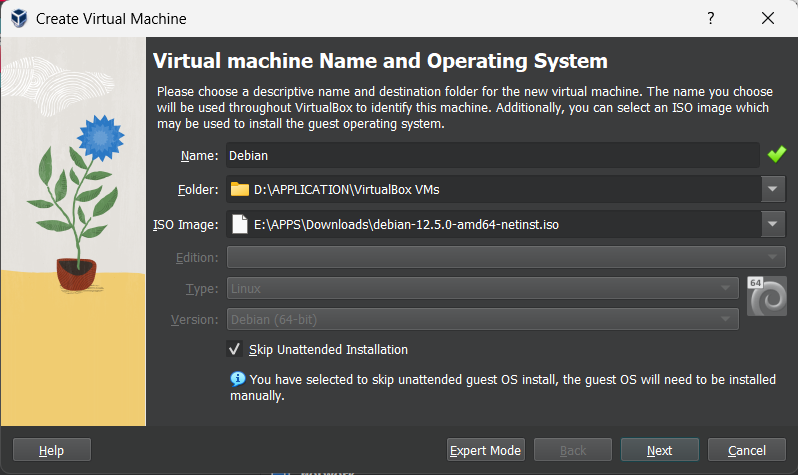 Create Virtual Machine
?
Virtual machine Name and Operating System
Please choose a descriptive name and destination folder for the new virtual machine. The name you choose
will be used throughout VirtualBox to identify this machine. Additionally, you can select an ISO image which
may be used to install the guest operating system.
Name: Debian
Folder: D:\APPLICATION\VirtualBox VMs
ISO Image: E:\APPS\Downloads\debian-12.5.0-amd64-netinst.iso
Edition:
Type: Linux
64
Version: Debian (64-bit)
Skip Unattended Installation
You have selected to skip unattended guest OS install, the guest OS will need to be installed
manually.
Help Expert Mode Back Next Cancel